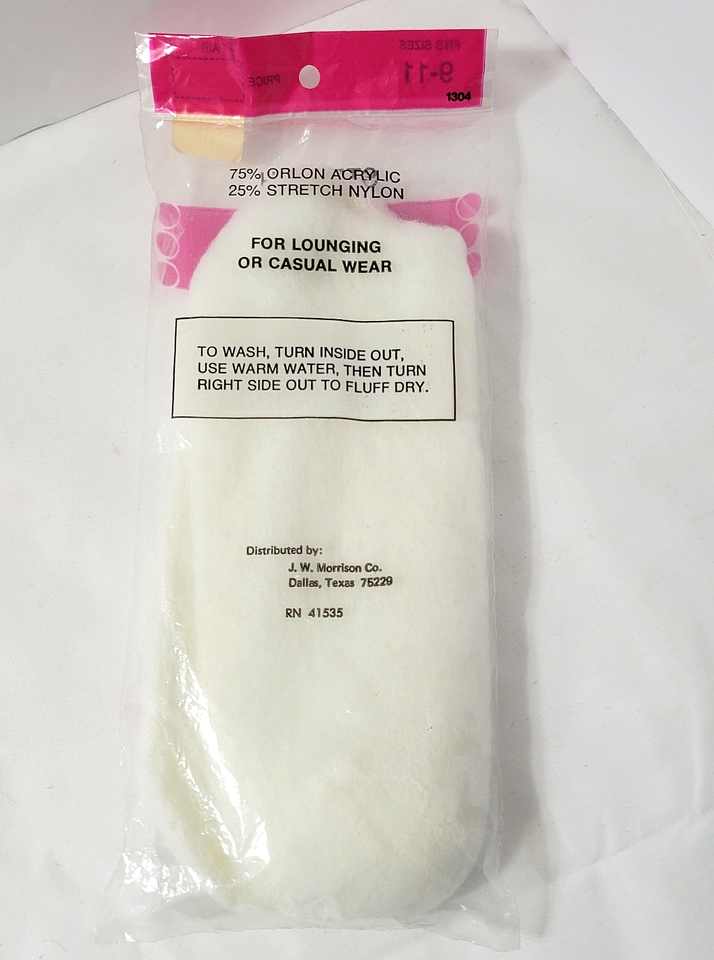 FITS SIZES
9-11
PRICE
1304
75% ORLON ACRYLIC
25% STRETCH NYLON
FOR LOUNGING
OR CASUAL WEAR
TO WASH, TURN INSIDE OUT,
USE WARM WATER, THEN TURN
RIGHT SIDE OUT TO FLUFF DRY.
Distributed by:
J. W. Morrison Co.
Dallas, Texas 75229
RN 41535